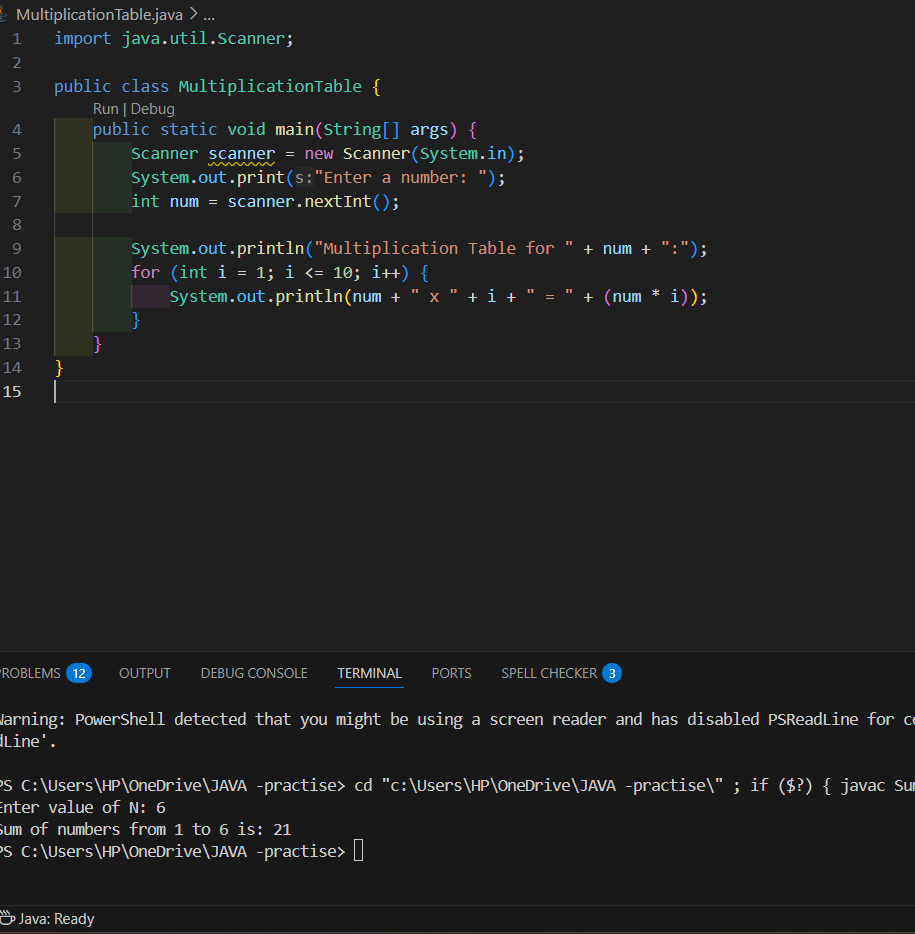 MultiplicationTable.java > ...
1 import java.util.Scanner;
2
3 public class MultiplicationTable {
Run | Debug
4 public static void main(String[] args) {
5 Scanner scanner = new Scanner(System.in);
6 System.out.print(s:"Enter a number: ");
7 int num = scanner.nextInt();
8
9 System.out.println("Multiplication Table for " + num + ":");
10 for (int i = 1; i <= 10; i++) {
11 System.out.println(num + " x " + i + " = " + (num * i));
12 }
13 }
14 }
15
ROBLEMS 12 OUTPUT DEBUG CONSOLE TERMINAL PORTS SPELL CHECKER 3
Warning: PowerShell detected that you might be using a screen reader and has disabled PSReadLine for co
dLine'.
PS C:\Users\HP\OneDrive\JAVA -practise> cd "c:\Users\HP\OneDrive\JAVA -practise\" ; if ($?) { javac Sum
Enter value of N: 6
Sum of numbers from 1 to 6 is: 21
PS C:\Users\HP\OneDrive\JAVA -practise>
Java: Ready